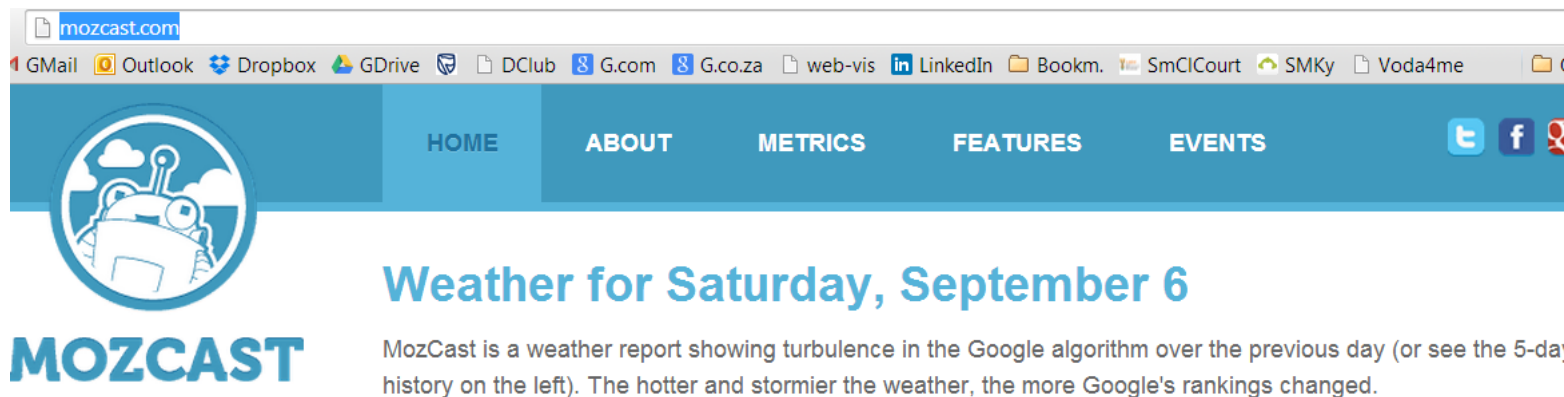 mozcast.com
GMail Outlook Dropbox GDrive DClub G.com G.co.za web-vis LinkedIn Bookm. SmClCourt SMKy Voda4me
HOME ABOUT METRICS FEATURES EVENTS
Weather for Saturday, September 6
MOZCAST
MozCast is a weather report showing turbulence in the Google algorithm over the previous day (or see the 5-day
history on the left). The hotter and stormier the weather, the more Google's rankings changed.